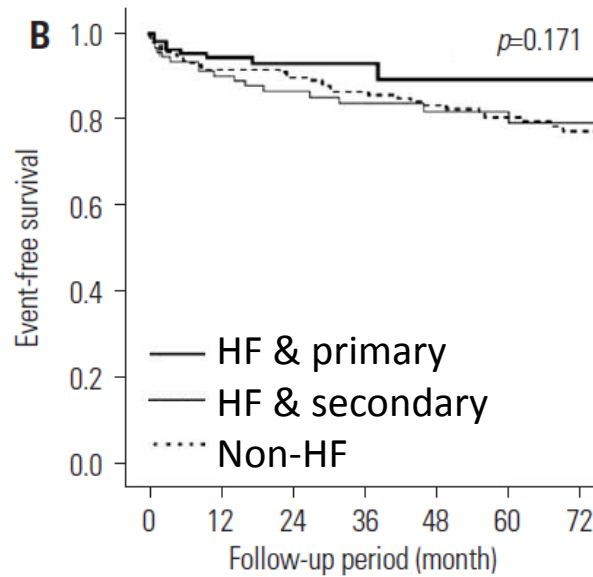 B
p=0.171
Event-free survival
1.0
0.8
0.6
0.4
0.2
0.0
HF & primary
HF & secondary
Non-HF
0 12 24 36 48 60 72
Follow-up period (month)